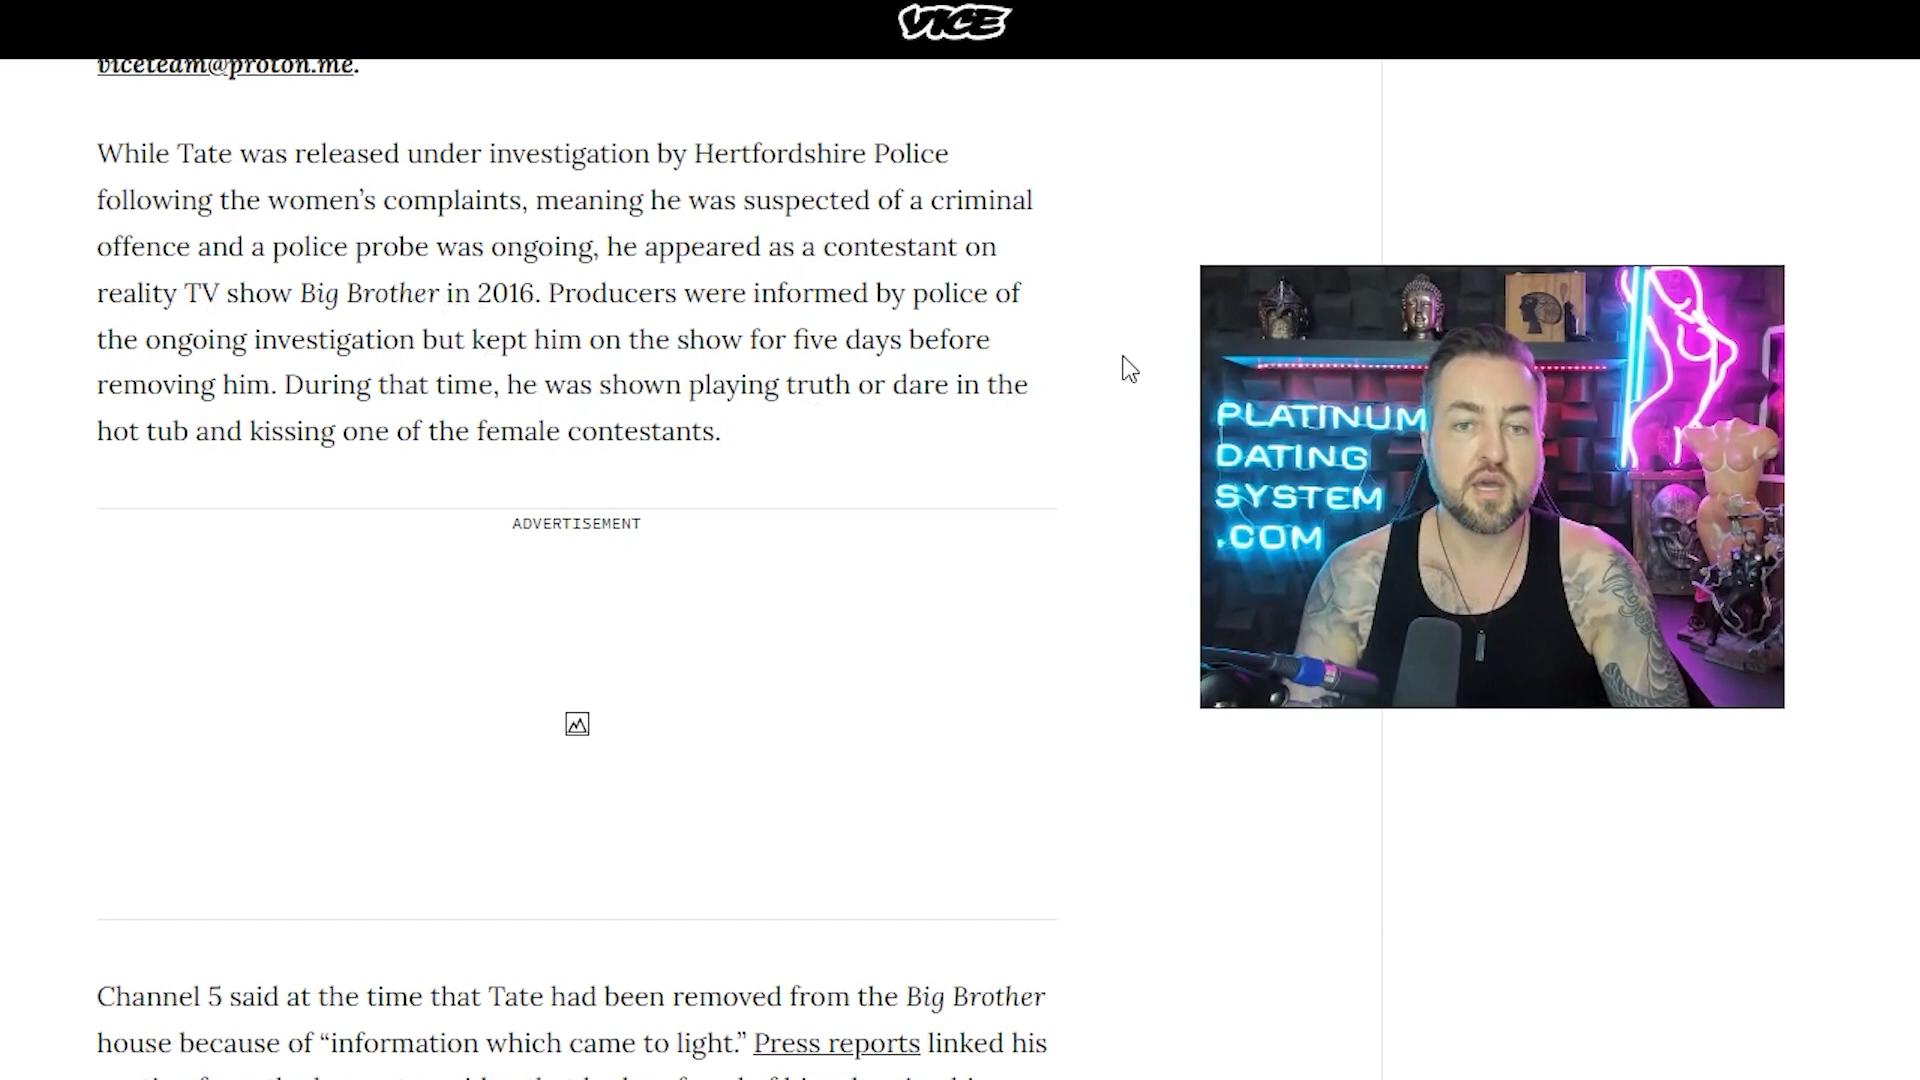 VICE
viceteam@proton.me.
While Tate was released under investigation by Hertfordshire Police
following the women’s complaints, meaning he was suspected of a criminal
offence and a police probe was ongoing, he appeared as a contestant on
reality TV show Big Brother in 2016. Producers were informed by police of
the ongoing investigation but kept him on the show for five days before
removing him. During that time, he was shown playing truth or dare in the
hot tub and kissing one of the female contestants.
ADVERTISEMENT
PLATINUM
DATING
SYSTEM
.COM
Channel 5 said at the time that Tate had been removed from the Big Brother
house because of “information which came to light.” Press reports linked his